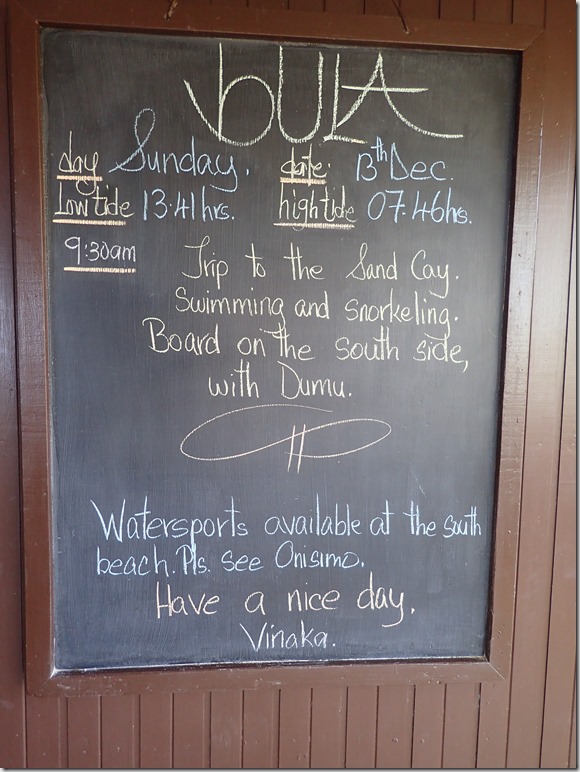 BULA
day Sunday. date: 13th Dec.
Low tide 13.41 hrs. high tide 07.46 hrs.
9:30am Trip to the Sand Cay.
Swimming and snorkeling.
Board on the south side,
with Dumu.
Watersports available at the south
beach. Pls. see Onisimo.
Have a nice day.
Vinaka.